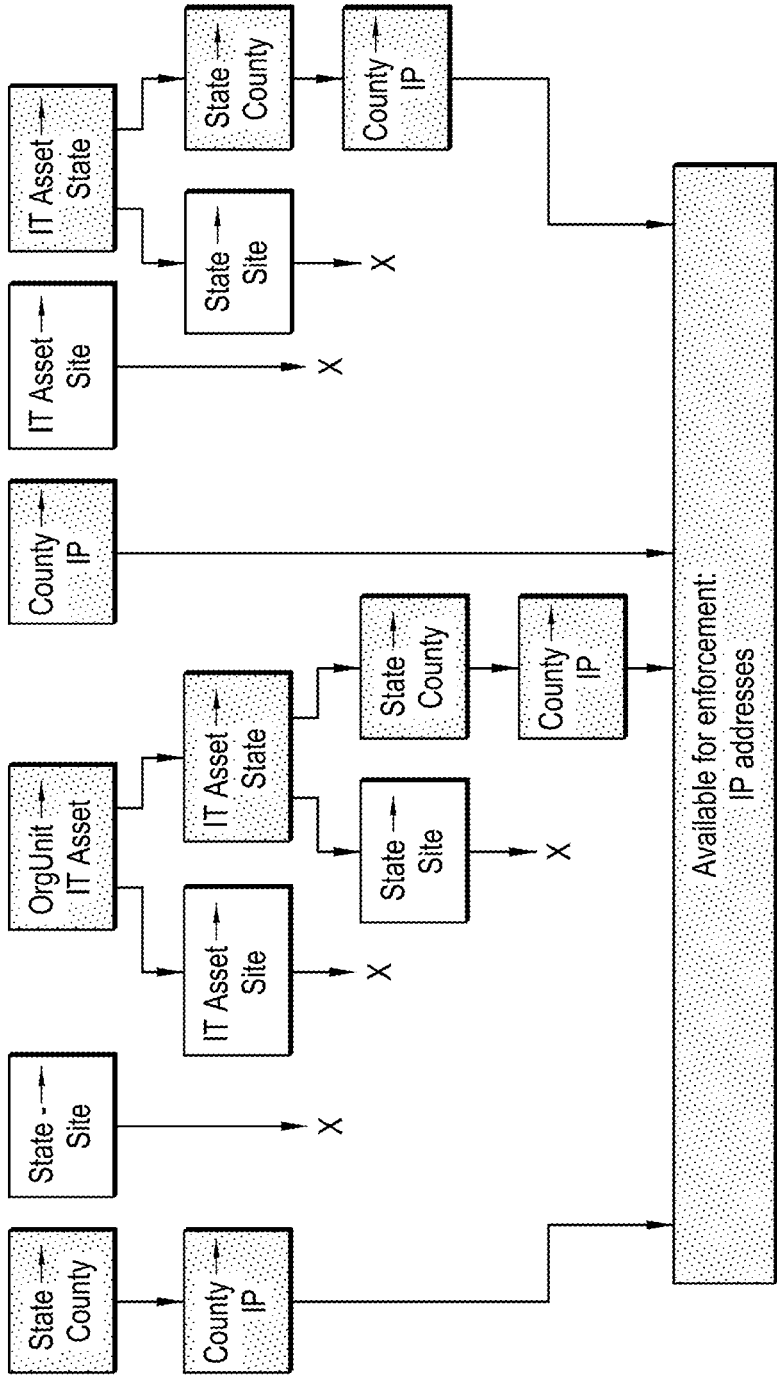 State →
County
State - →
Site
OrgUnit →
IT Asset
County →
IP
IT Asset →
Site
IT Asset →
State
County →
IP
IT Asset →
Site
IT Asset →
State
State →
Site
State →
County
X
X
X
X
State →
Site
State →
County
County →
IP
X
County →
IP
Available for enforcement:
IP addresses